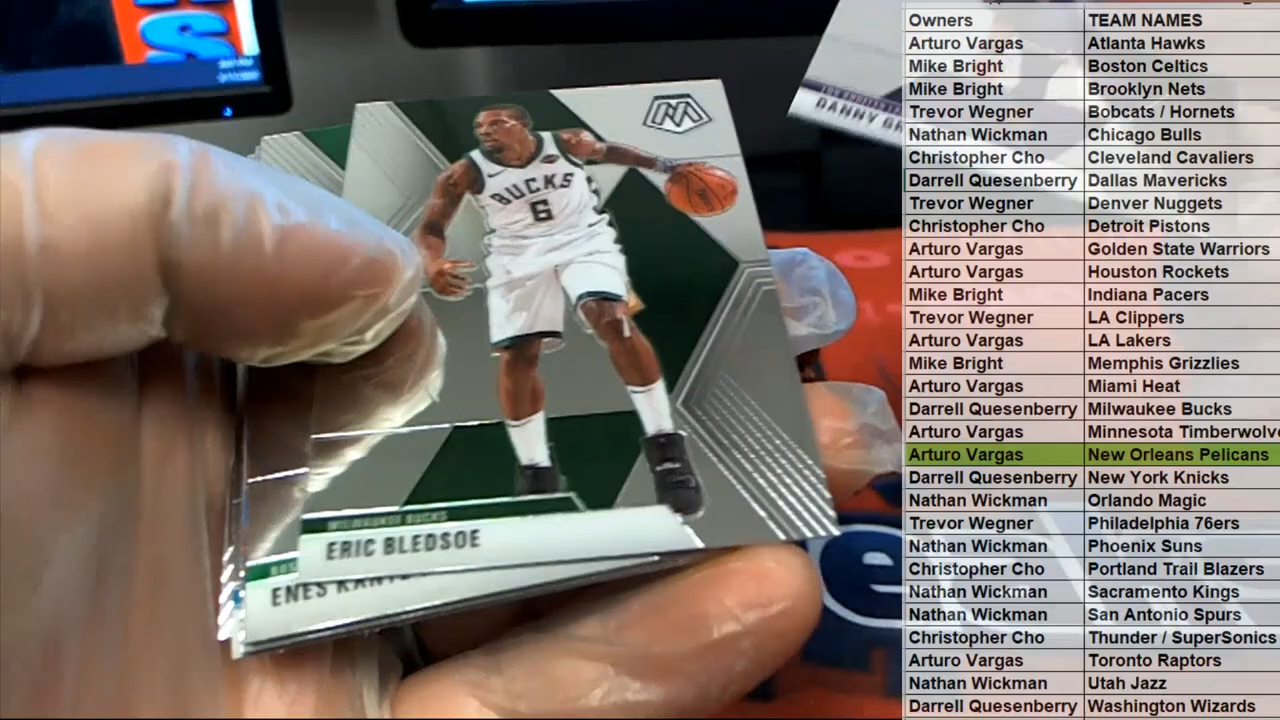 S
DANNY GR
BUCKS
6
MILWAUKEE BUCKS
ERIC BLEDSOE
BOS
ENES KANTE
e
Owners TEAM NAMES
Arturo Vargas Atlanta Hawks
Mike Bright Boston Celtics
Mike Bright Brooklyn Nets
Trevor Wegner Bobcats / Hornets
Nathan Wickman Chicago Bulls
Christopher Cho Cleveland Cavaliers
Darrell Quesenberry Dallas Mavericks
Trevor Wegner Denver Nuggets
Christopher Cho Detroit Pistons
Arturo Vargas Golden State Warriors
Arturo Vargas Houston Rockets
Mike Bright Indiana Pacers
Trevor Wegner LA Clippers
Arturo Vargas LA Lakers
Mike Bright Memphis Grizzlies
Arturo Vargas Miami Heat
Darrell Quesenberry Milwaukee Bucks
Arturo Vargas Minnesota Timberwolve
Arturo Vargas New Orleans Pelicans
Darrell Quesenberry New York Knicks
Nathan Wickman Orlando Magic
Trevor Wegner Philadelphia 76ers
Nathan Wickman Phoenix Suns
Christopher Cho Portland Trail Blazers
Nathan Wickman Sacramento Kings
Nathan Wickman San Antonio Spurs
Christopher Cho Thunder / SuperSonics
Arturo Vargas Toronto Raptors
Nathan Wickman Utah Jazz
Darrell Quesenberry Washington Wizards